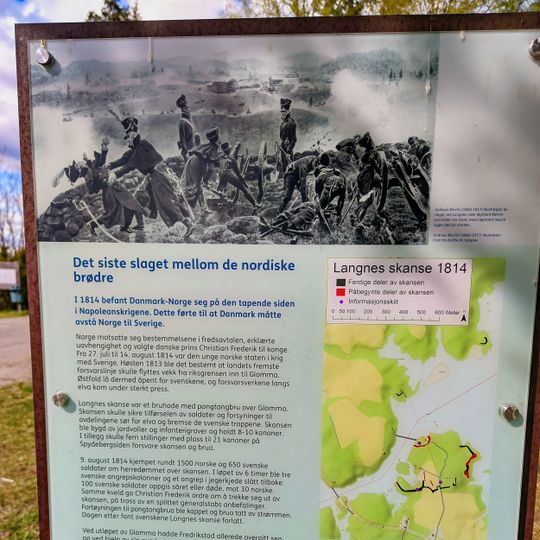 Andreas Bloch
Det siste slaget mellom de nordiske
brødre
I 1814 befant Danmark-Norge seg på den tapende siden
i Napoleonskrigene. Dette førte til at Danmark måtte
avstå Norge til Sverige.
Norge motsatte seg bestemmelsene i fredsavtalen, erklærte
uavhengighet og valgte danske prins Christian Frederik til konge.
Fra 27. juli til 14. august 1814 var den unge norske staten i krig
med Sverige. Høsten 1813 ble det bestemt at landets fremste
forsvarslinje skulle flyttes vekk fra riksgrensen inn til Glomma.
Østfold lå dermed åpent for svenskene, og forsvarsverkene langs
elva kom under sterkt press.
Langnes skanse var et bruhode med pongtongbru over Glomma.
Skansen skulle sikre tilførselen av soldater og forsyninger til
avdelingene sør for elva og bremse de svenske troppene. Skansen
ble bygd av jordvoller og infanterigraver og holdt 8-10 kanoner.
I tillegg skulle fem stillinger med plass til 21 kanoner på
Spydebergsiden forsvare skansen og brua.
9. august 1814 kjempet rundt 1500 norske og 650 svenske
soldater om herredømmet over skansen. I løpet av 6 timer ble tre
svenske angrepskolonner og et angrep i jegerkjede slått tilbake.
100 svenske soldater oppgis såret eller døde, mot 30 norske.
Samme kveld ga Christian Frederik ordre om å trekke seg ut av
skansen, på tross av en splittet generalstabs anbefalinger.
Fortøyningen til pongtongbrua ble kappet og brua tatt av strømmen.
Dagen etter fant svenskene Langnes skanse forlatt.
Ved utløpet av Glomma hadde Fredrikstad allerede overgitt seg
Langnes skanse 1814
Ferdige deler av skansen
Påbegynte deler av skansen
Informasjonsskilt
0 50 100 200 300 400 500 600 Meter